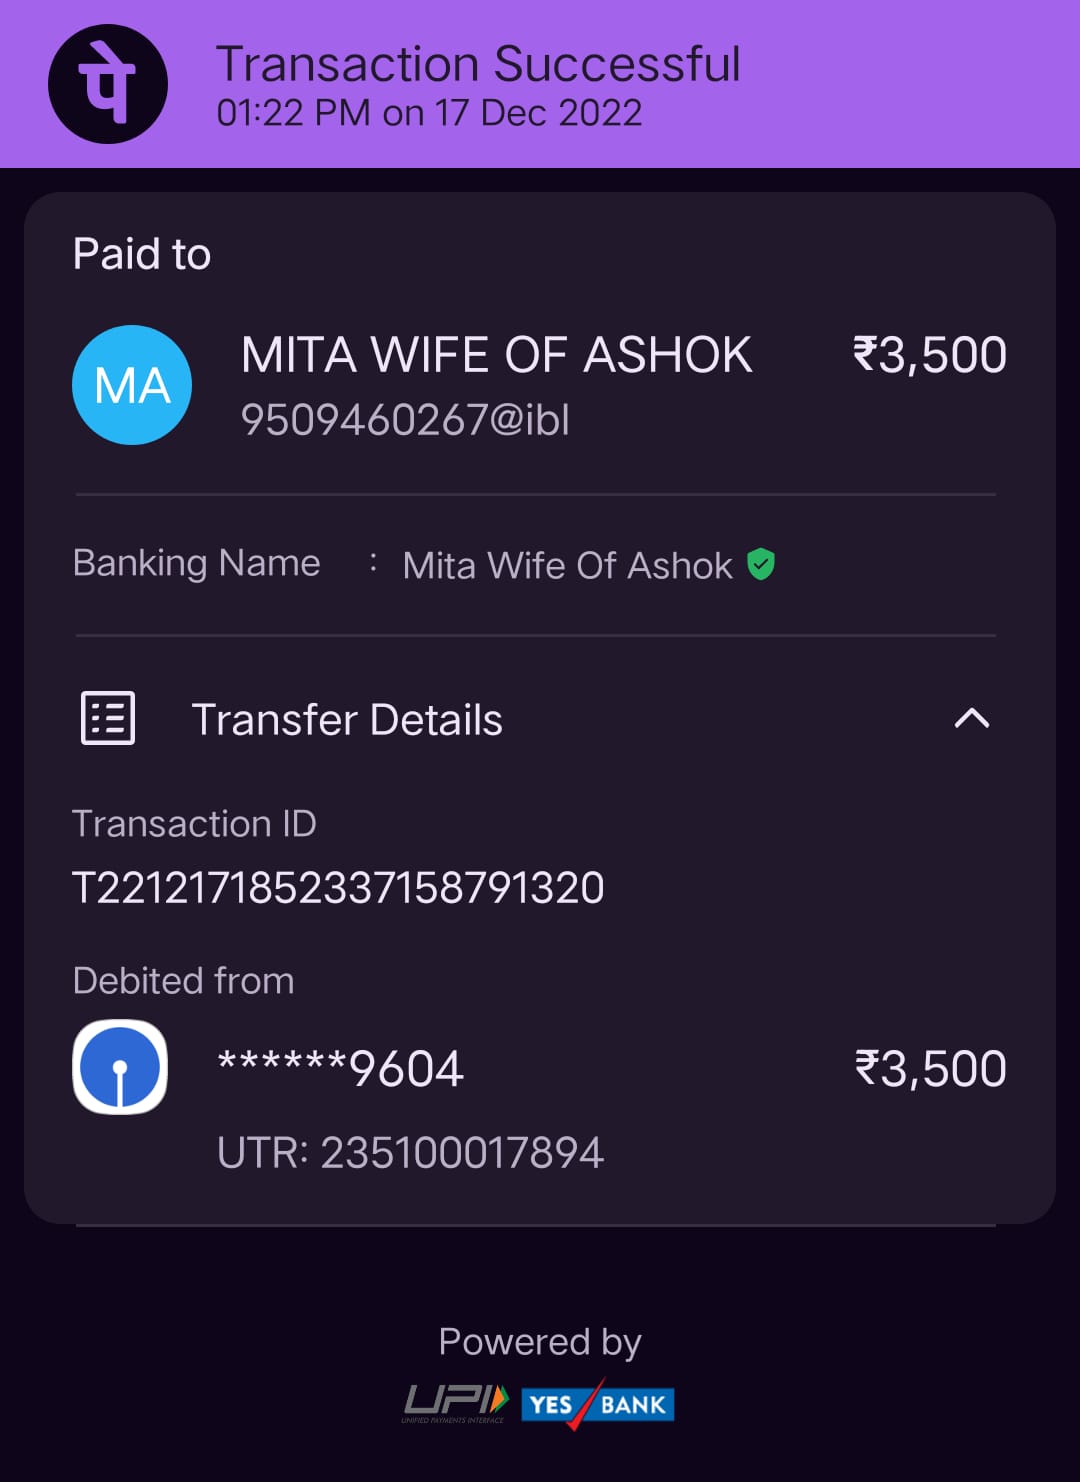 पे
Transaction Successful
01:22 PM on 17 Dec 2022
Paid to
MA
MITA WIFE OF ASHOK ₹3,500
9509460267@ibl
Banking Name : Mita Wife Of Ashok
Transfer Details
Transaction ID
T2212171852337158791320
Debited from
******9604 ₹3,500
UTR: 235100017894
Powered by
UPI YES BANK
UNIFIED PAYMENTS INTERFACE